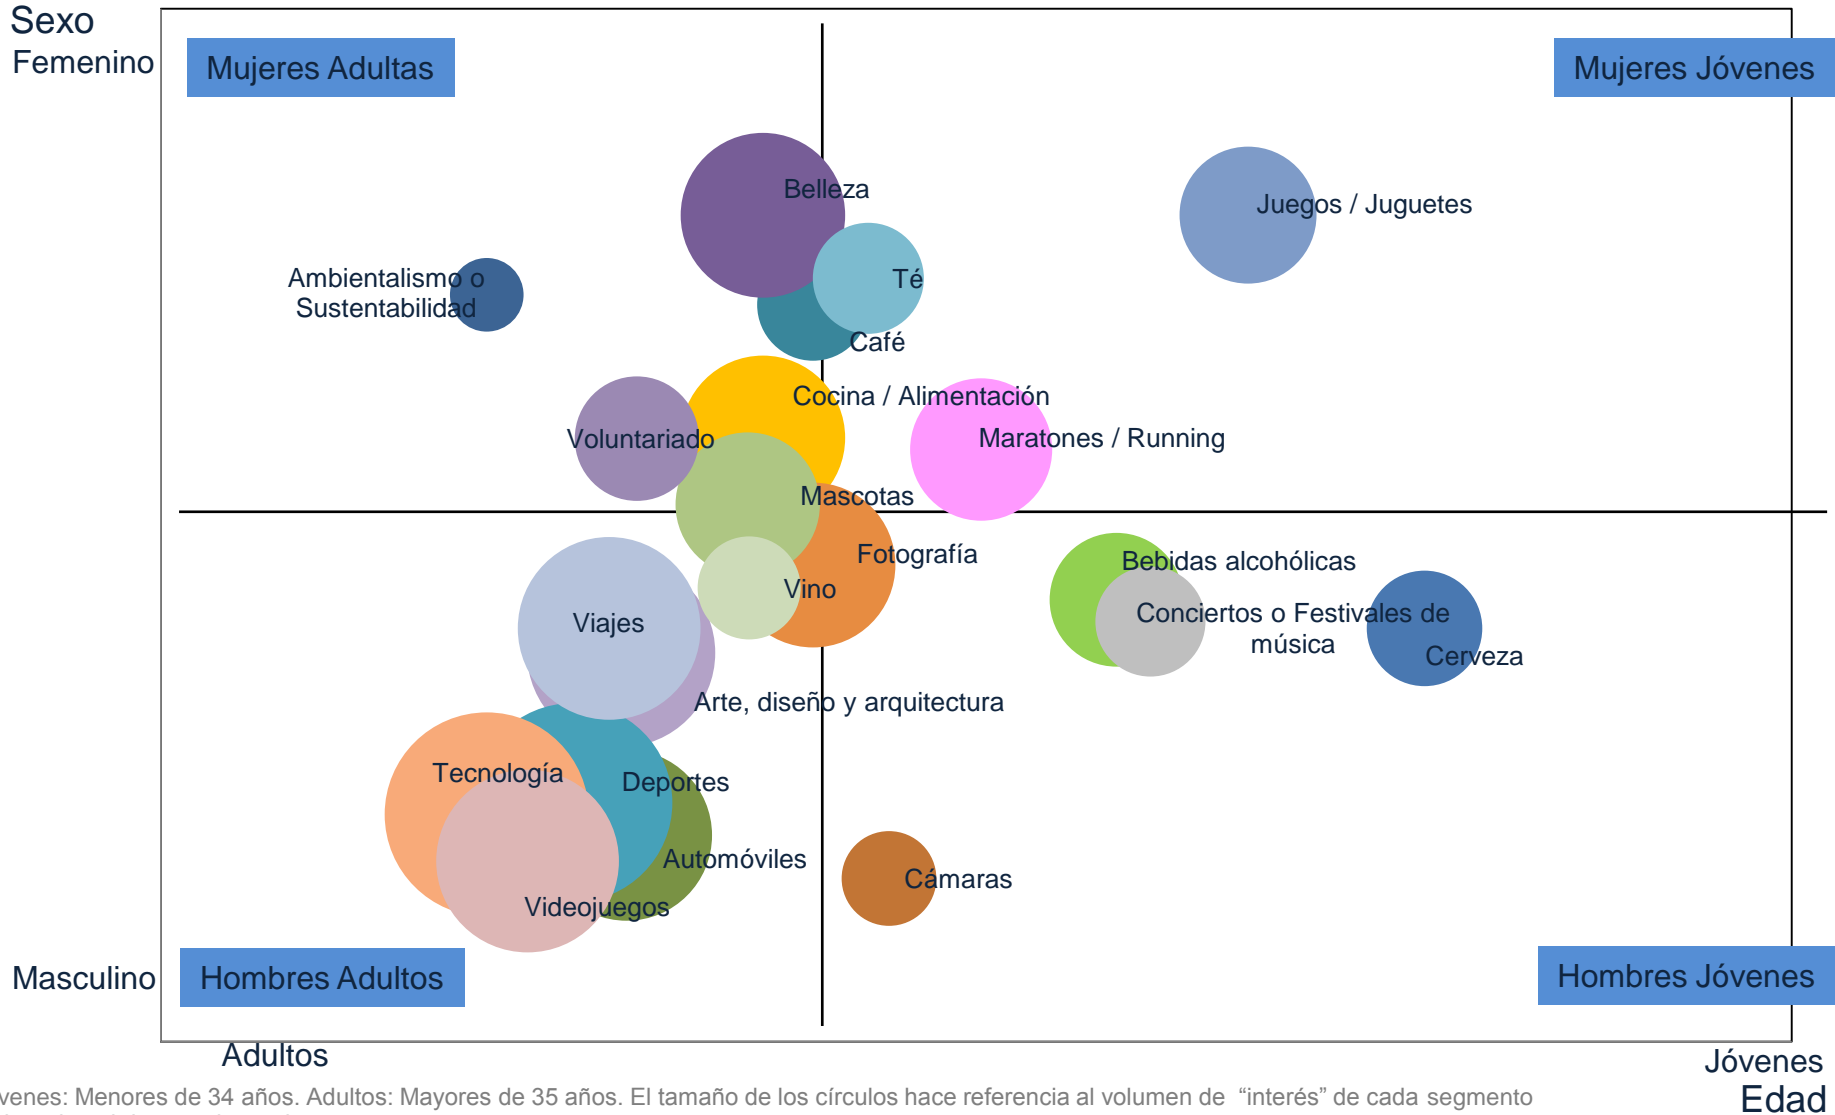 Sexo
Femenino
Mujeres Adultas
Mujeres Jóvenes
Belleza
Juegos / Juguetes
Ambientalismo o
Sustentabilidad
Té
Café
Cocina / Alimentación
Voluntariado
Maratones / Running
Mascotas
Fotografía
Bebidas alcohólicas
Vino
Conciertos o Festivales de
música
Viajes
Cerveza
Arte, diseño y arquitectura
Tecnología
Deportes
Automóviles
Cámaras
Videojuegos
Masculino
Hombres Adultos
Hombres Jóvenes
Adultos
Jóvenes
Edad
venes: Menores de 34 años. Adultos: Mayores de 35 años. El tamaño de los círculos hace referencia al volumen de “interés” de cada segmento